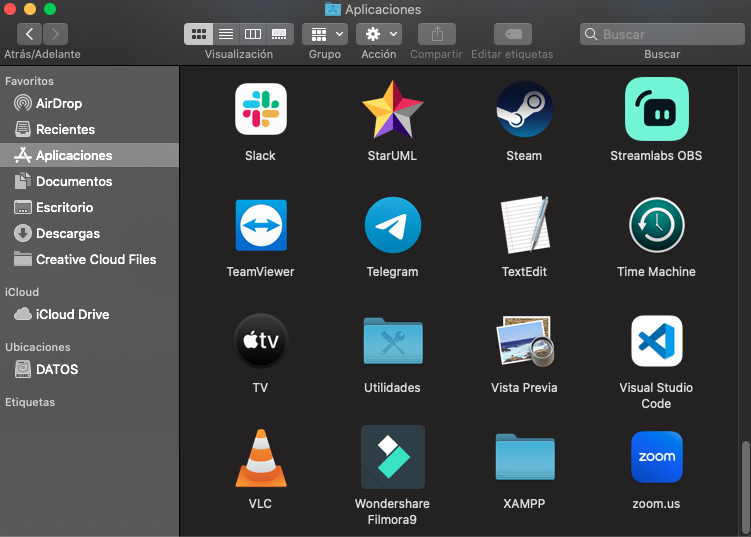 Aplicaciones
Atrás/Adelante
Visualización
Grupo
Acción
Compartir
Editar etiquetas
Buscar
Buscar
Favoritos
AirDrop
Recientes
Aplicaciones
Documentos
Escritorio
Descargas
Creative Cloud Files
iCloud
iCloud Drive
Ubicaciones
DATOS
Etiquetas
Slack
StarUML
Steam
Streamlabs OBS
TeamViewer
Telegram
TextEdit
Time Machine
tv
TV
Utilidades
Vista Previa
Visual Studio
Code
VLC
Wondershare
Filmora9
XAMPP
zoom
zoom.us